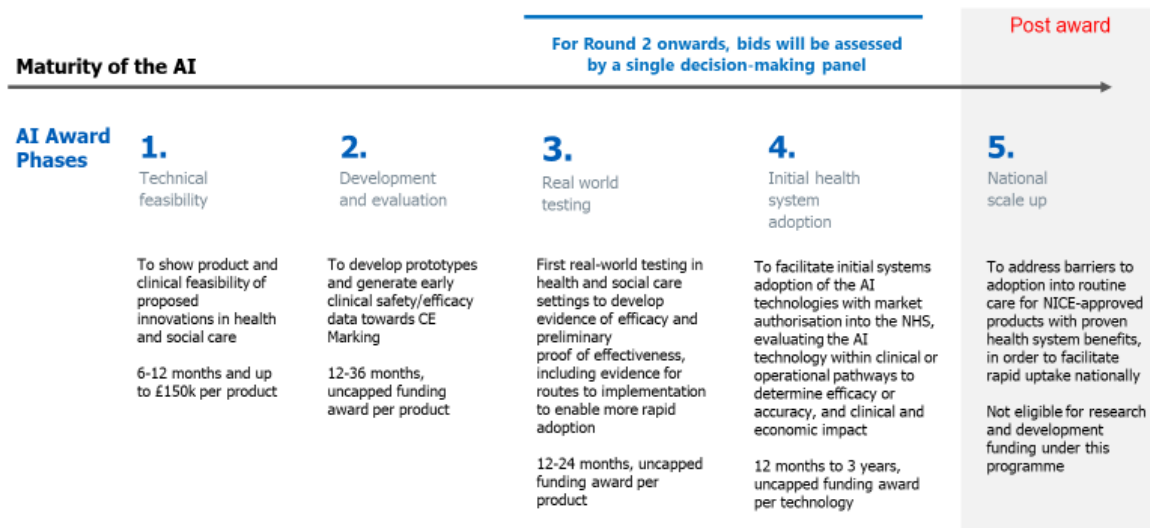 Post award
For Round 2 onwards, bids will be assessed
by a single decision-making panel
Maturity of the AI
AI Award
Phases
1.
Technical
feasibility
To show product and
clinical feasibility of
proposed
innovations in health
and social care
6-12 months and up
to £150k per product
2.
Development
and evaluation
To develop prototypes
and generate early
clinical safety/efficacy
data towards CE
Marking
12-36 months,
uncapped funding
award per product
3.
Real world
testing
First real-world testing in
health and social care
settings to develop
evidence of efficacy and
preliminary
proof of effectiveness,
including evidence for
routes to implementation
to enable more rapid
adoption
12-24 months, uncapped
funding award per
product
4.
Initial health
system
adoption
To facilitate initial systems
adoption of the AI
technologies with market
authorisation into the NHS,
evaluating the AI
technology within clinical or
operational pathways to
determine efficacy or
accuracy, and clinical and
economic impact
12 months to 3 years,
uncapped funding award
per technology
5.
National
scale up
To address barriers to
adoption into routine
care for NICE-approved
products with proven
health system benefits,
in order to facilitate
rapid uptake nationally
Not eligible for research
and development
funding under this
programme